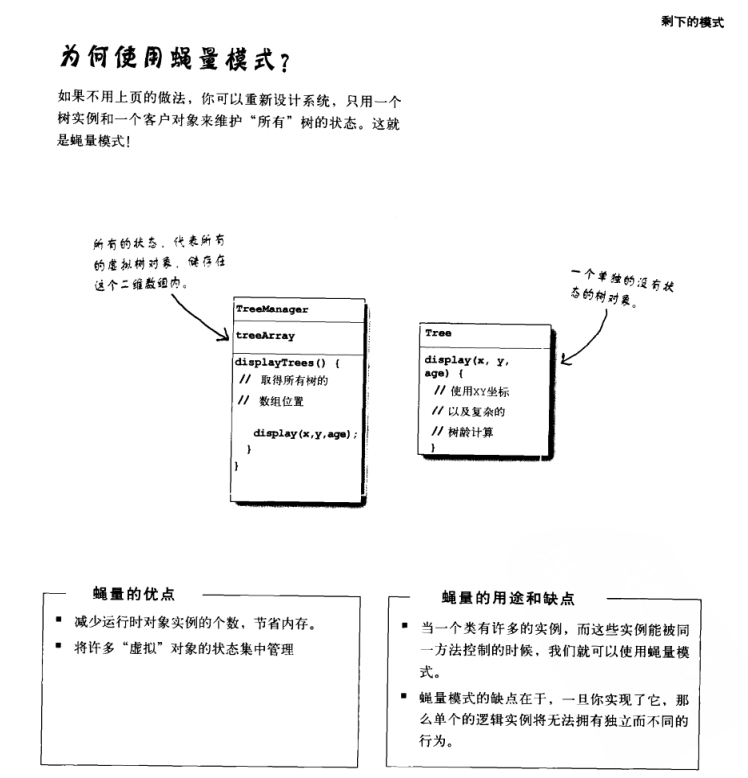 剩下的模式
为何使用蝇量模式?
如果不用上页的做法，你可以重新设计系统，只用一个
树实例和一个客户对象来维护“所有”树的状态。这就
是蝇量模式!
所有的状态，代表所有
的虚拟树对象，储存在
这个二维数组内。
一个单独的没有状
态的树对象。
TreeManager
treeArray
displayTrees() {
// 取得所有树的
// 数组位置
display(x,y,age);
}
}
Tree
display(x, y,
age) {
// 使用XY坐标
// 以及复杂的
// 树龄计算
}
蝇量的优点
■ 减少运行时对象实例的个数，节省内存。
■ 将许多“虚拟”对象的状态集中管理
蝇量的用途和缺点
■ 当一个类有许多的实例，而这些实例能被同
一方法控制的时候，我们就可以使用蝇量模
式。
■ 蝇量模式的缺点在于，一旦你实现了它，那
么单个的逻辑实例将无法拥有独立而不同的
行为。